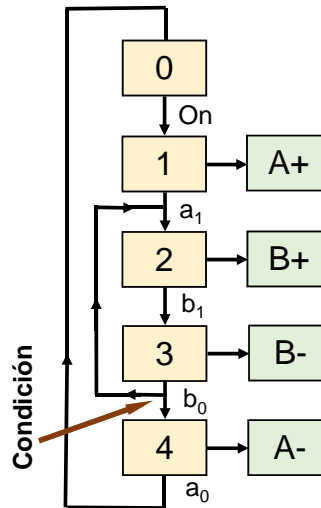 0
On
1 A+
a₁
2 B+
b₁
3 B-
b₀
Condición
4 A-
a₀